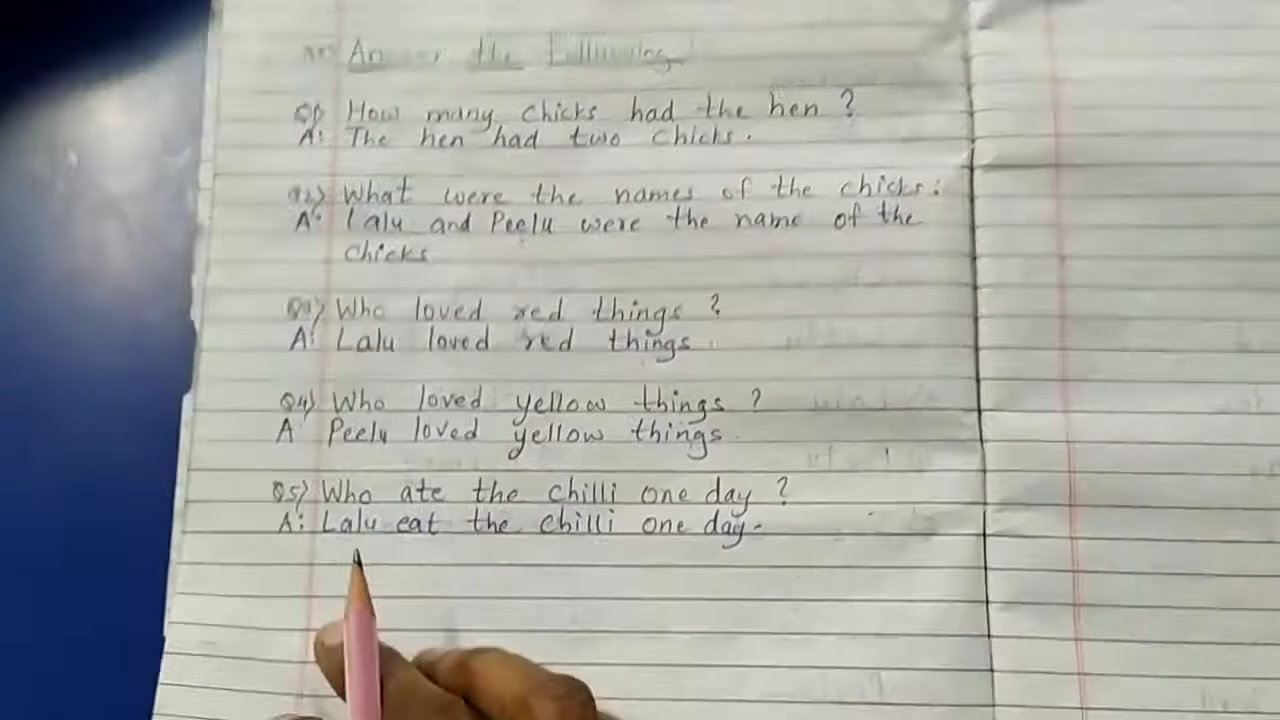 Answer the Following
Q1) How many chicks had the hen ?
A: The hen had two chicks.
Q2) What were the names of the chicks:
A: Lalu and Peelu were the name of the
chicks
Q3) Who loved red things ?
A: Lalu loved red things.
Q4) Who loved yellow things ?
A Peelu loved yellow things.
Q5) Who ate the chilli one day ?
A: Lalu eat the chilli one day.